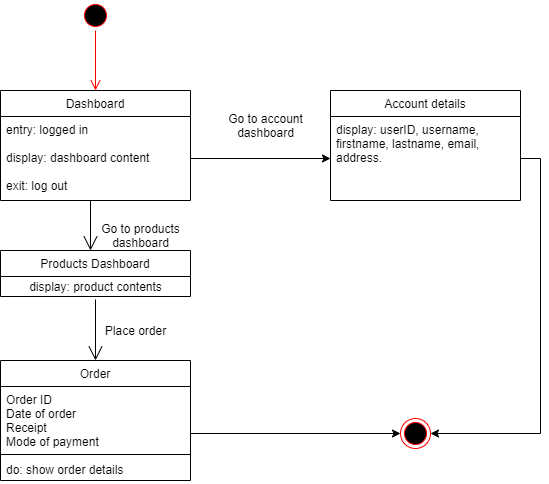 Dashboard
entry: logged in
display: dashboard content
exit: log out
Go to account
dashboard
Account details
display: userID, username,
firstname, lastname, email,
address.
Go to products
dashboard
Products Dashboard
display: product contents
Place order
Order
Order ID
Date of order
Receipt
Mode of payment
do: show order details